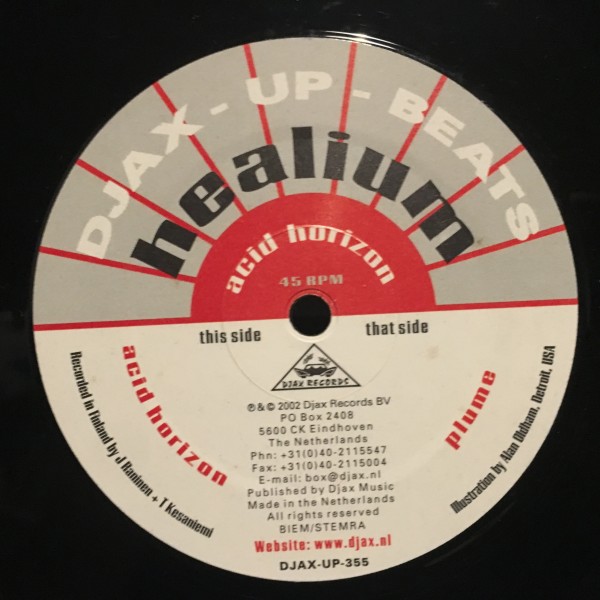 DJAX - UP - BEATS
healium
acid horizon
45 RPM
this side
that side
acid horizon
plume
Recorded in Finland by J Raninen + T Kesaniemi
Illustration by Alan Oldham, Detroit, USA
DJAX RECORDS
℗ & © 2002 Djax Records BV
PO Box 2408
5600 CK Eindhoven
The Netherlands
Phn: +31(0)40-2115547
Fax: +31(0)40-2115004
E-mail: box@djax.nl
Published by Djax Music
Made in the Netherlands
All rights reserved
BIEM/STEMRA
Website: www.djax.nl
DJAX-UP-355